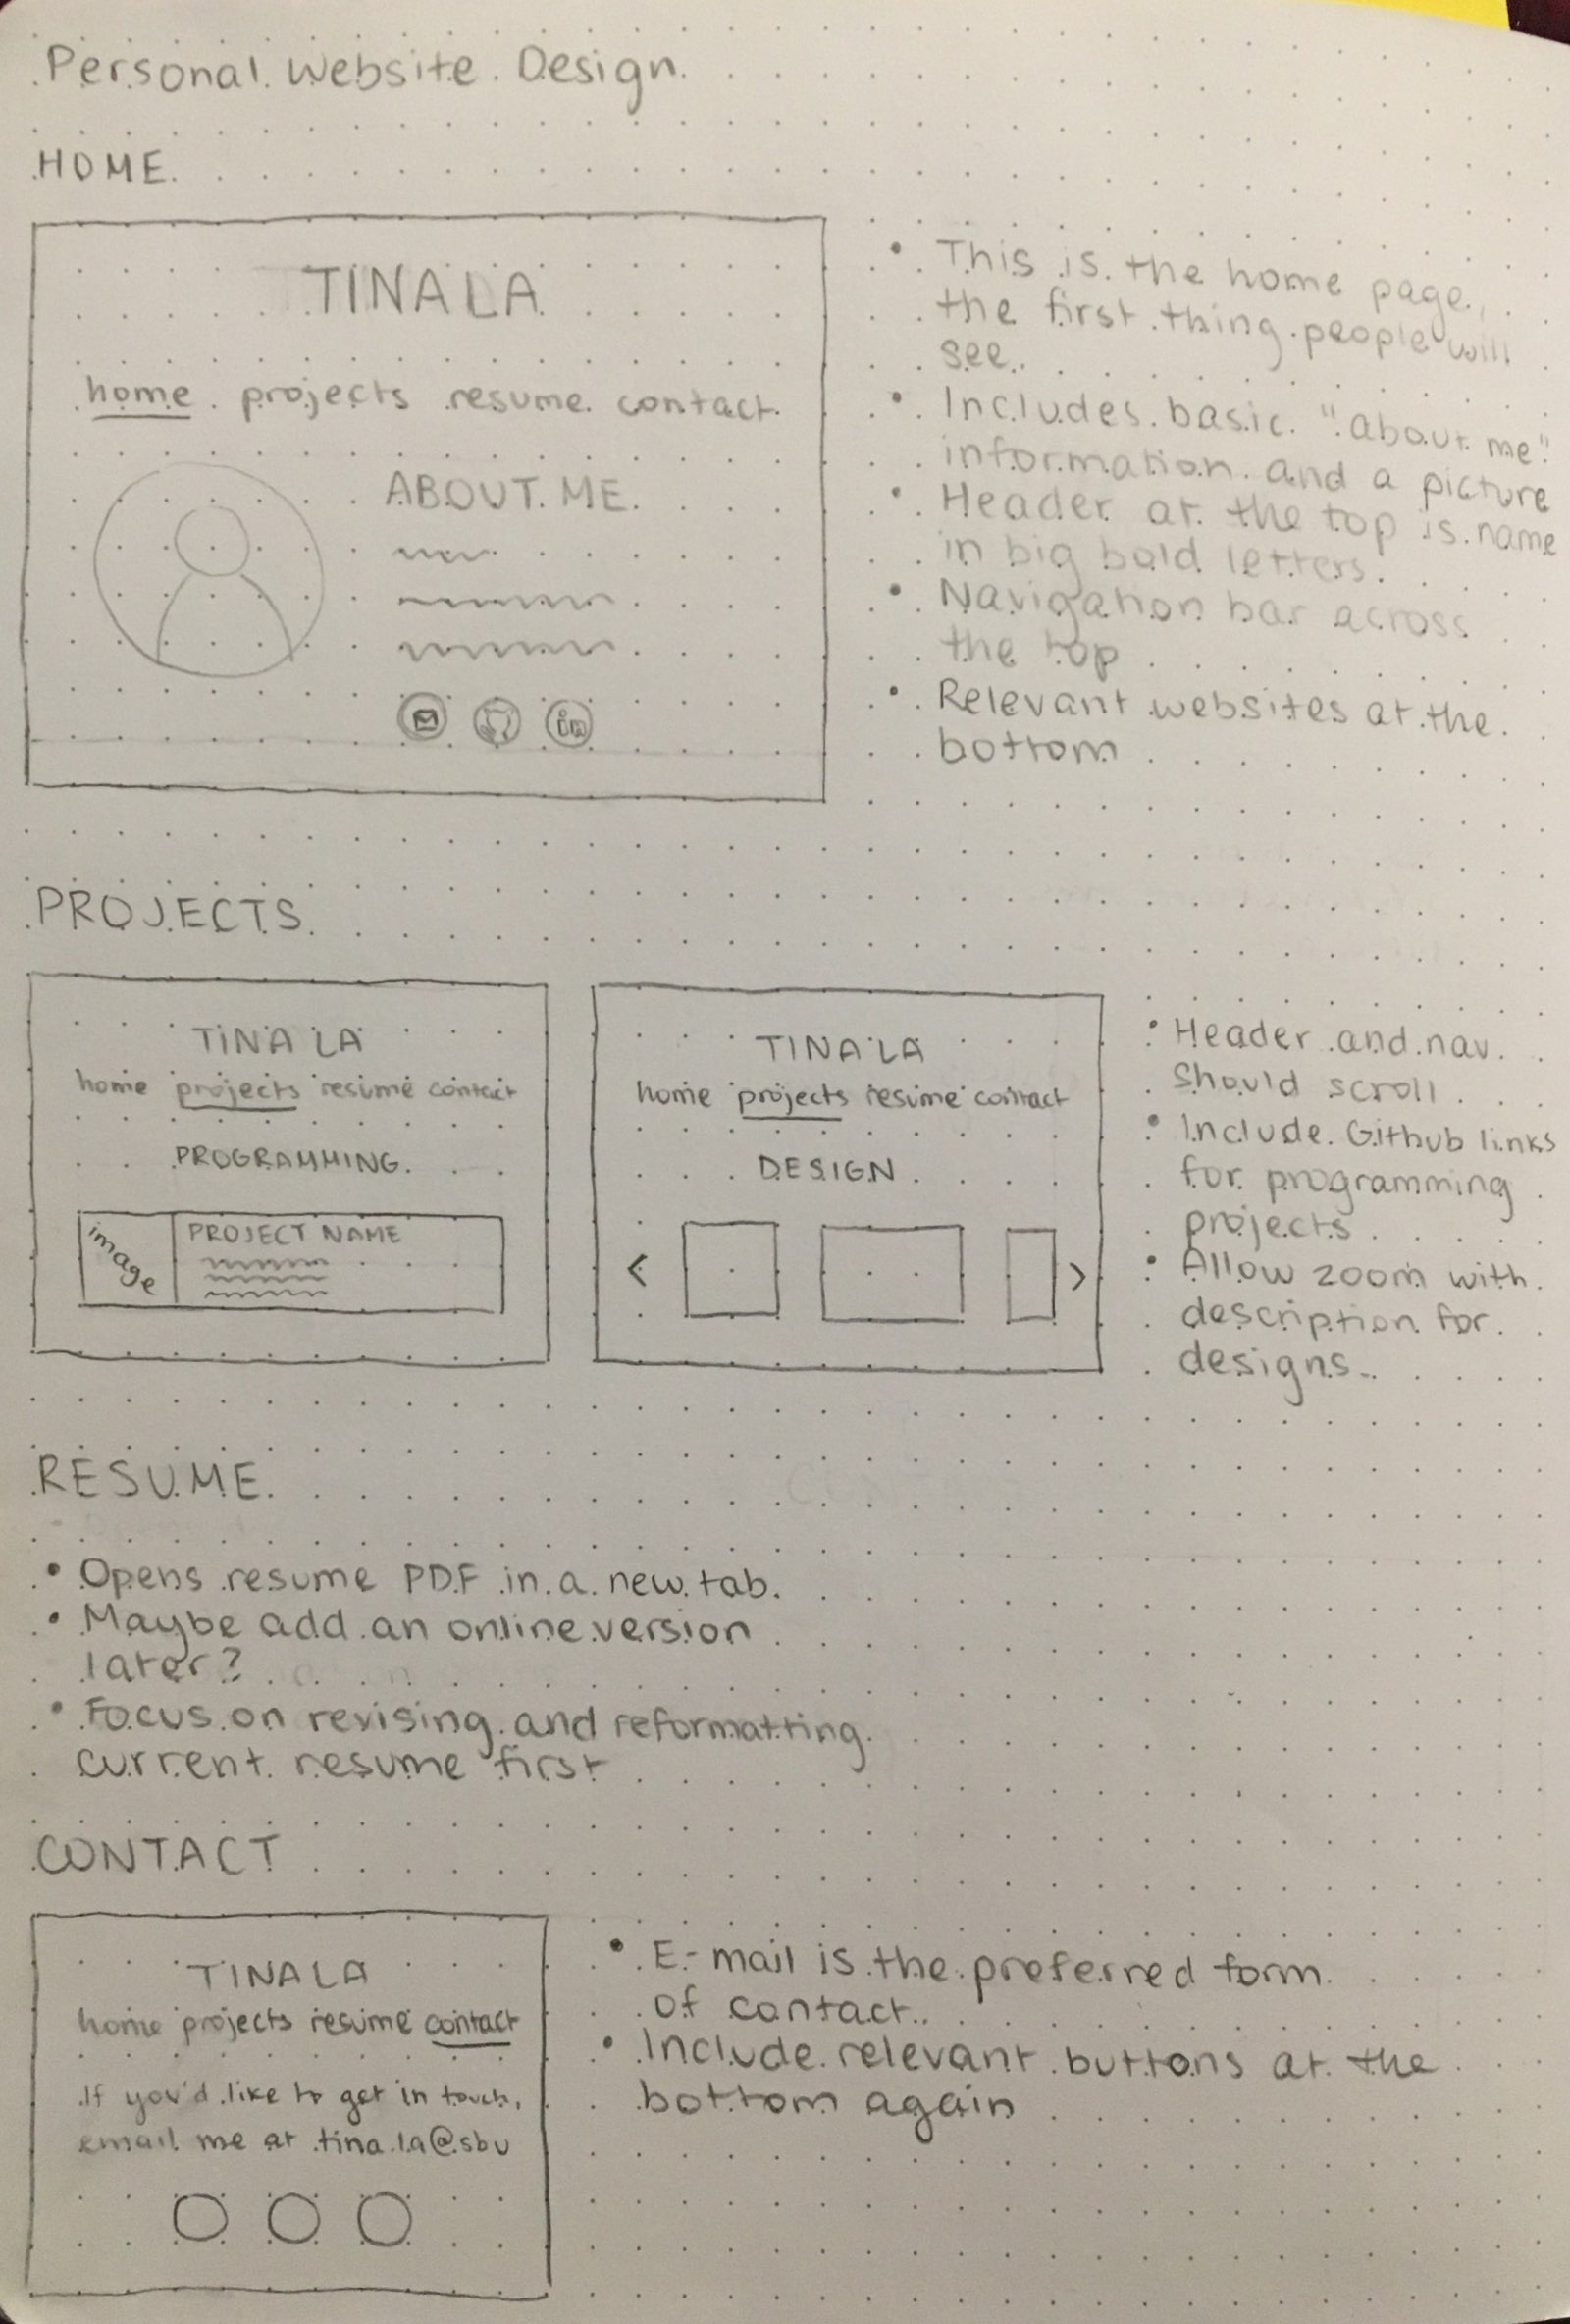 Personal Website Design
HOME
TINA LA
home projects resume contact
ABOUT ME
in
• This is the home page,
the first thing people will
see.
• Includes basic "about me"
information and a picture
• Header at the top is name
in big bold letters.
• Navigation bar across
the top
• Relevant websites at the
bottom
PROJECTS
TINA LA
home projects resume contact
PROGRAMMING
image
PROJECT NAME
TINA LA
home projects resume contact
DESIGN
< >
• Header and nav
should scroll
• Include Github links
for programming
projects
• Allow zoom with
description for
designs.
RESUME
• Opens resume PDF in a new tab.
• Maybe add an online version
later?
• Focus on revising and reformatting
current resume first
CONTACT
TINA LA
home projects resume contact
If you'd like to get in touch,
email me at tina.la@sbu
• E-mail is the preferred form
of contact.
• Include relevant buttons at the
bottom again